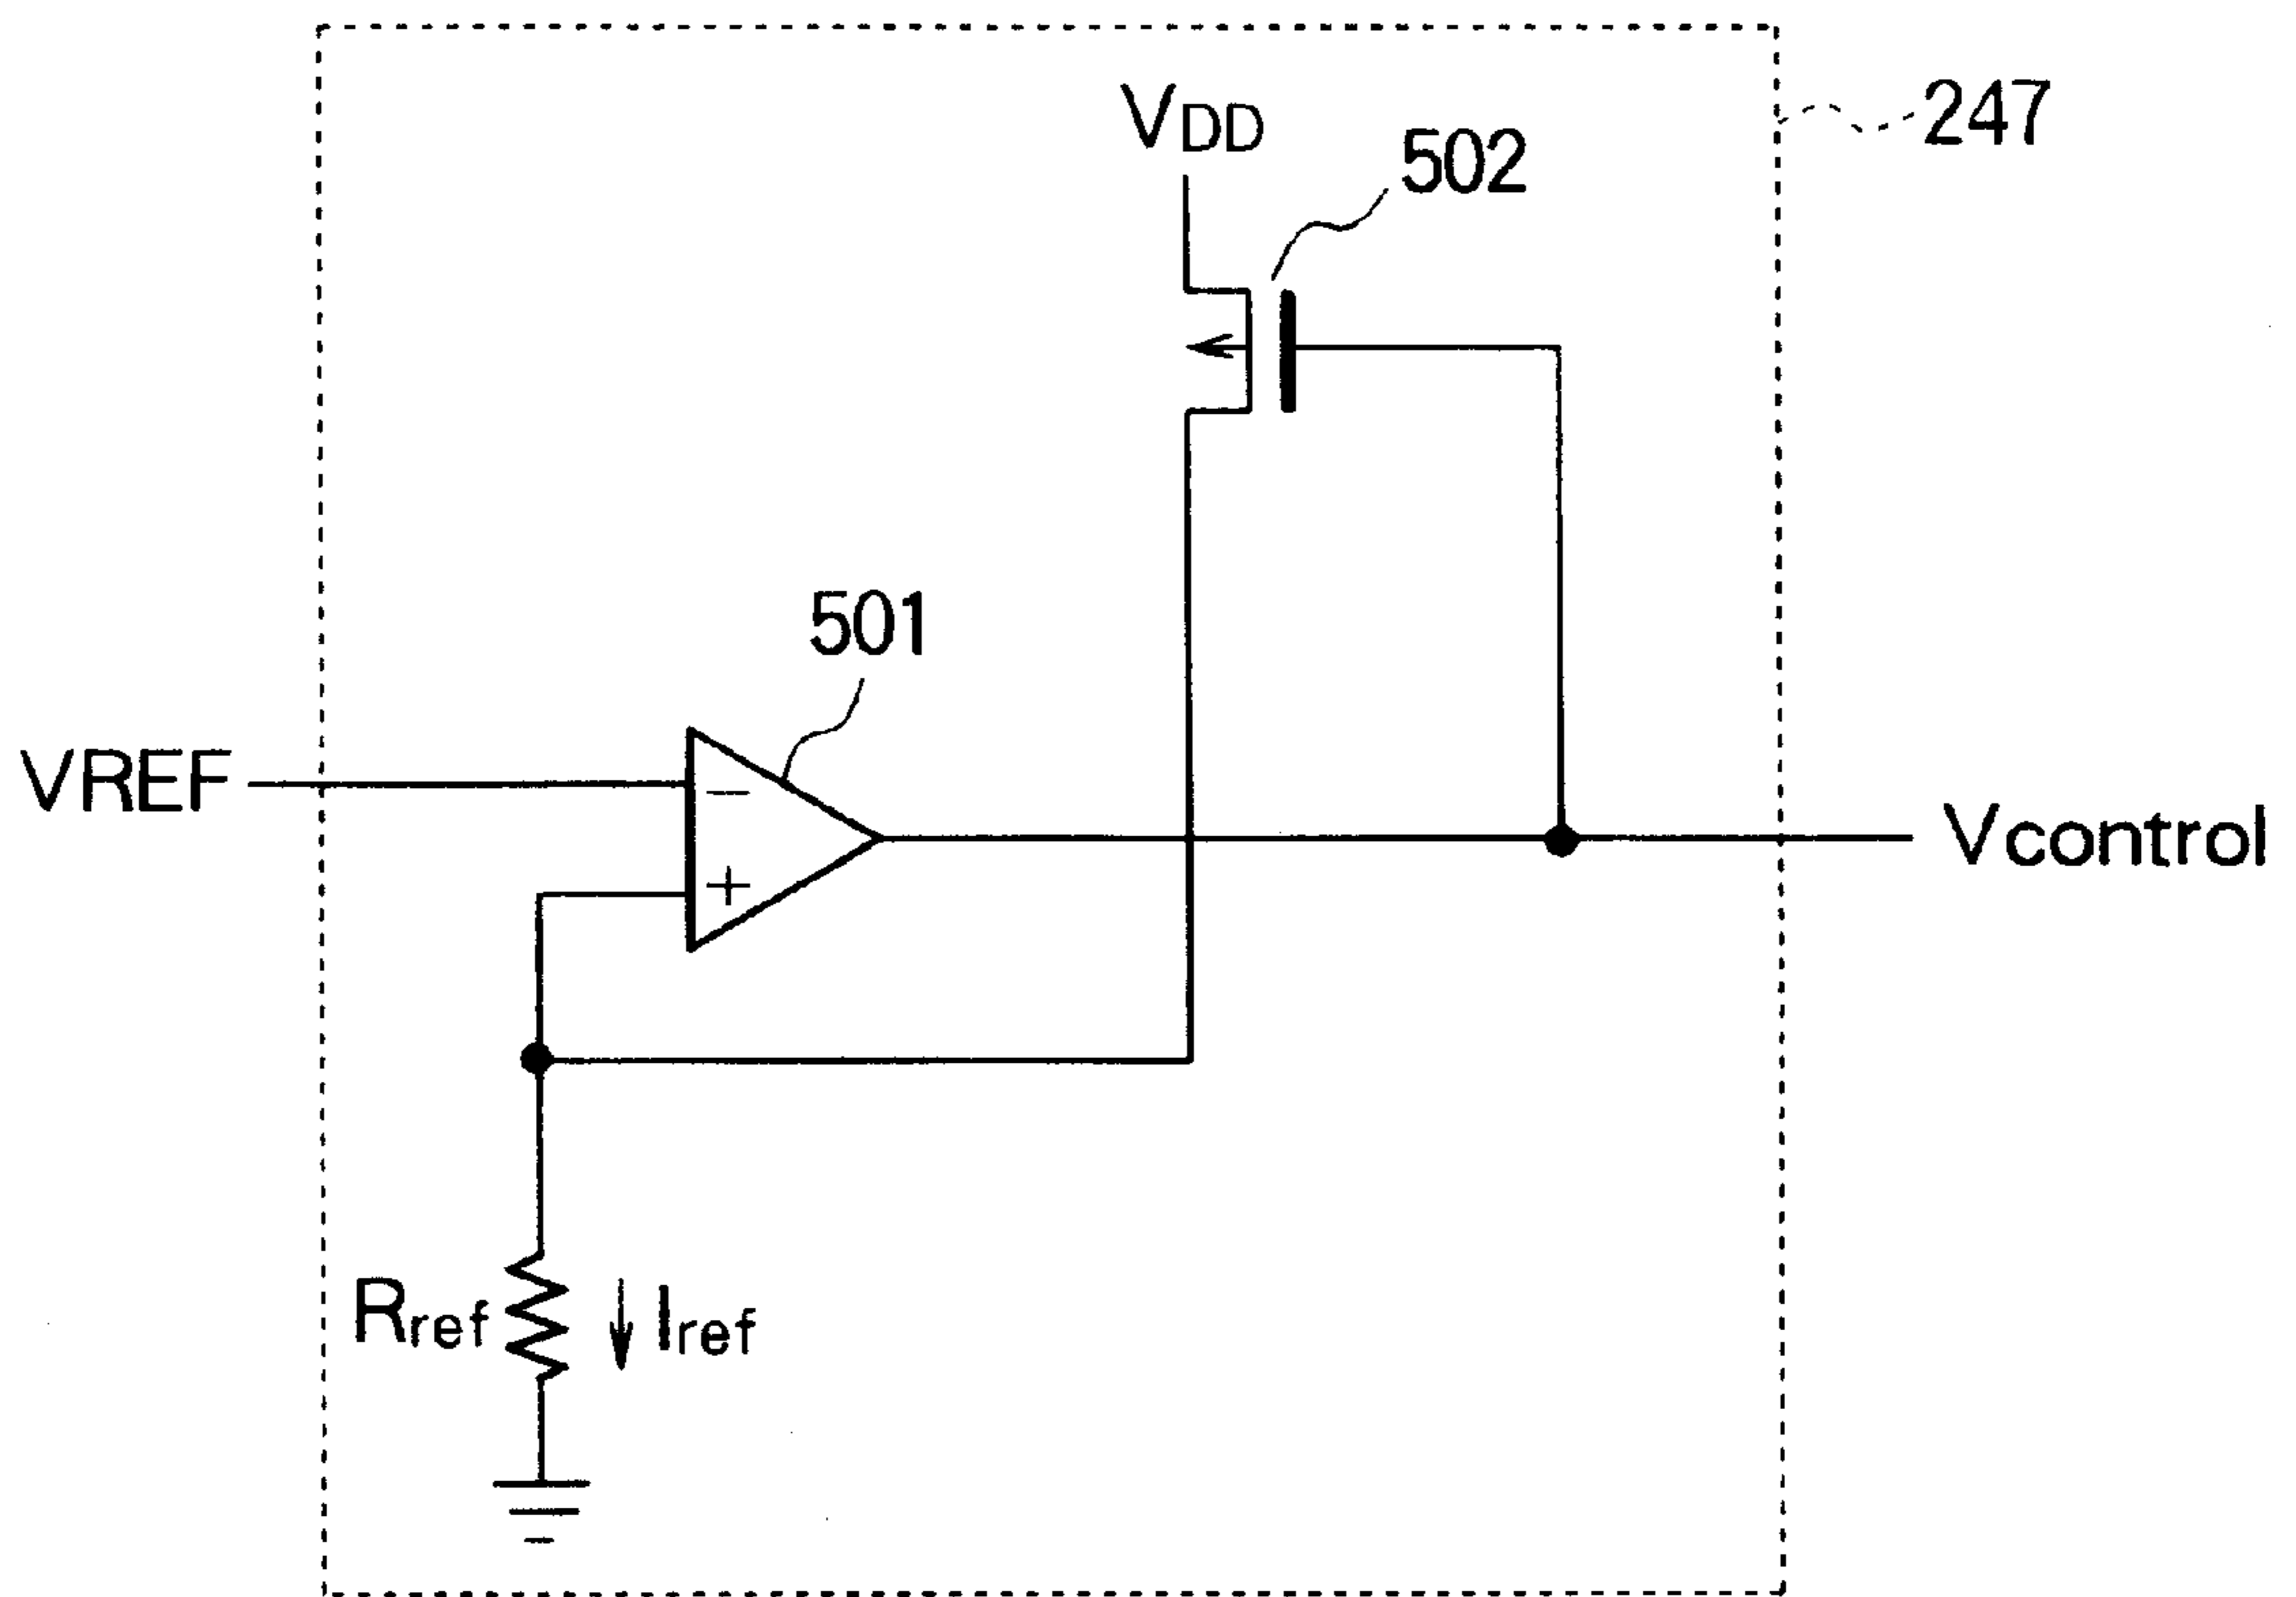 VDD
247
502
501
VREF
−
+
Vcontrol
Rref
Iref